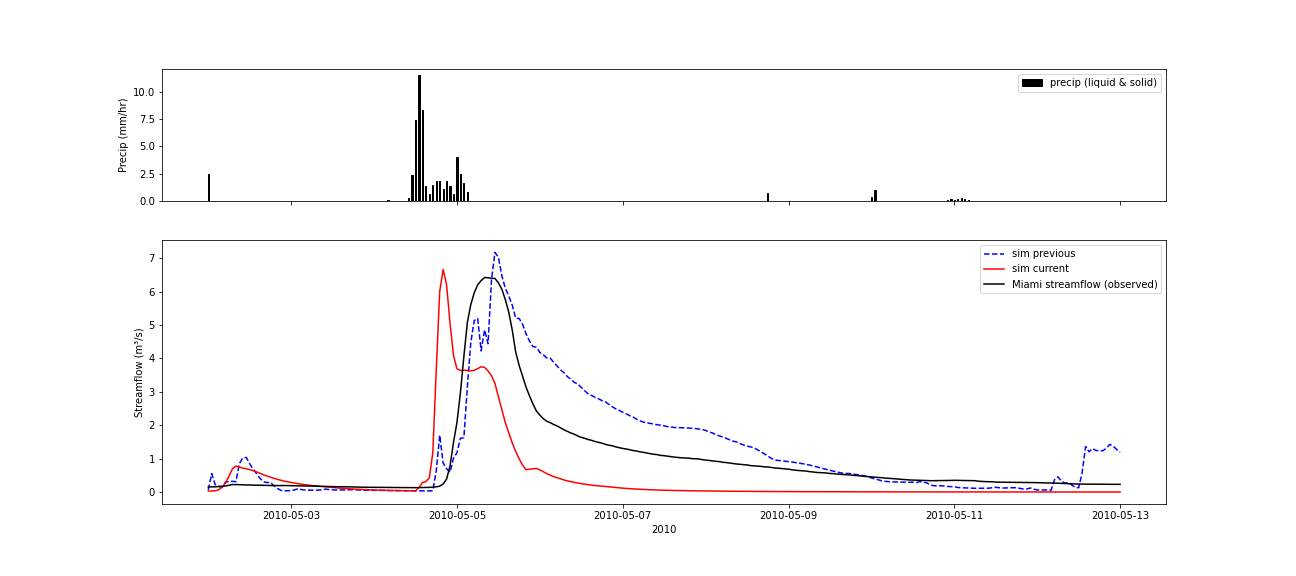 precip (liquid & solid)
10.0
7.5
5.0
2.5
0.0
Precip (mm/hr)
sim previous
sim current
Miami streamflow (observed)
7
6
5
4
3
2
1
0
Streamflow (m³/s)
2010-05-03 2010-05-05 2010-05-07 2010-05-09 2010-05-11 2010-05-13
2010